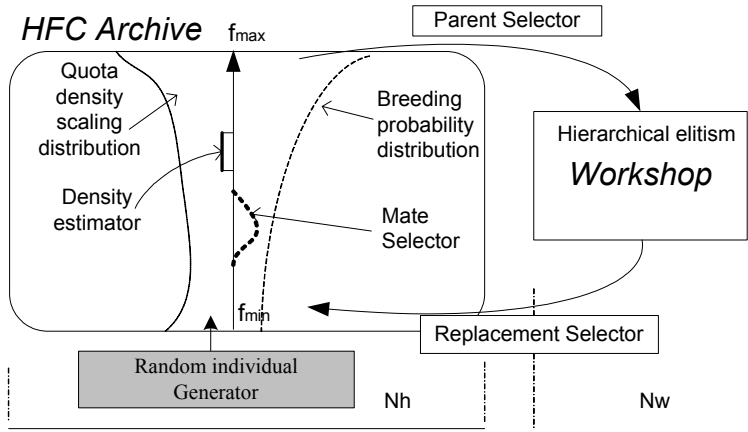 HFC Archive
fmax
Parent Selector
Quota
density
scaling
distribution
Breeding
probability
distribution
Hierarchical elitism
Workshop
Density
estimator
Mate
Selector
fmin
Replacement Selector
Random individual
Generator
Nh
Nw